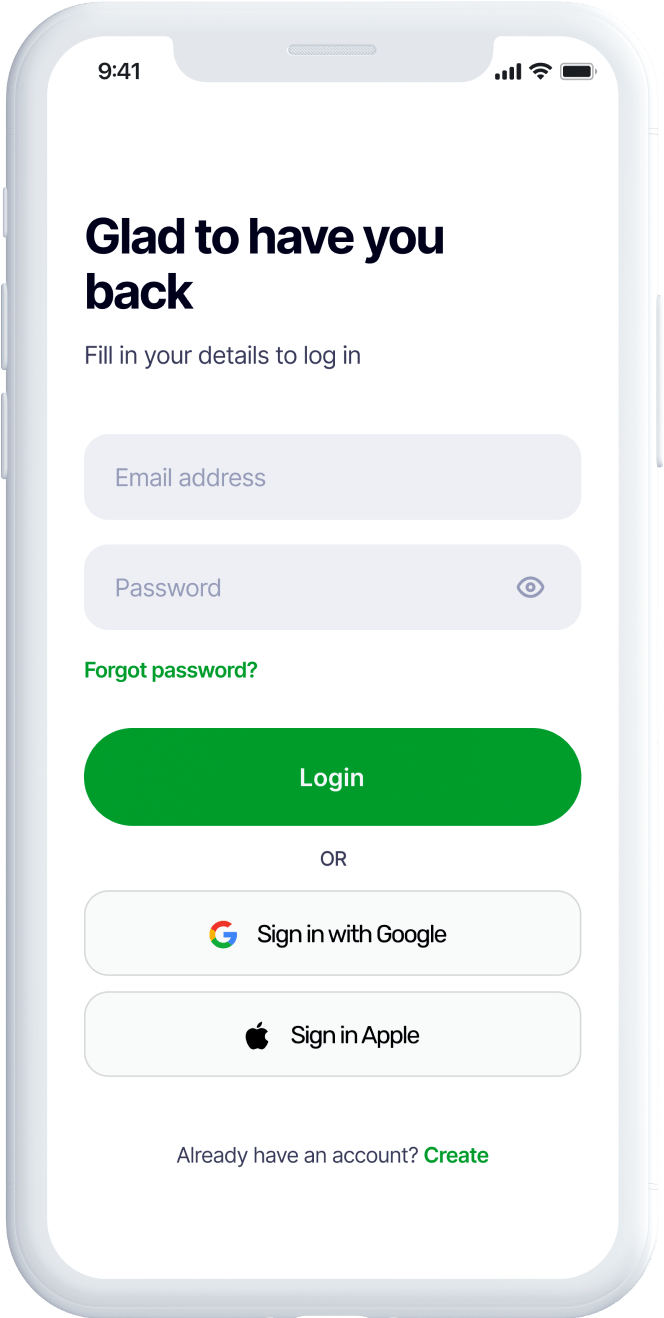 9:41
Glad to have you
back
Fill in your details to log in
Email address
Password
Forgot password?
Login
OR
Sign in with Google
Sign in Apple
Already have an account? Create